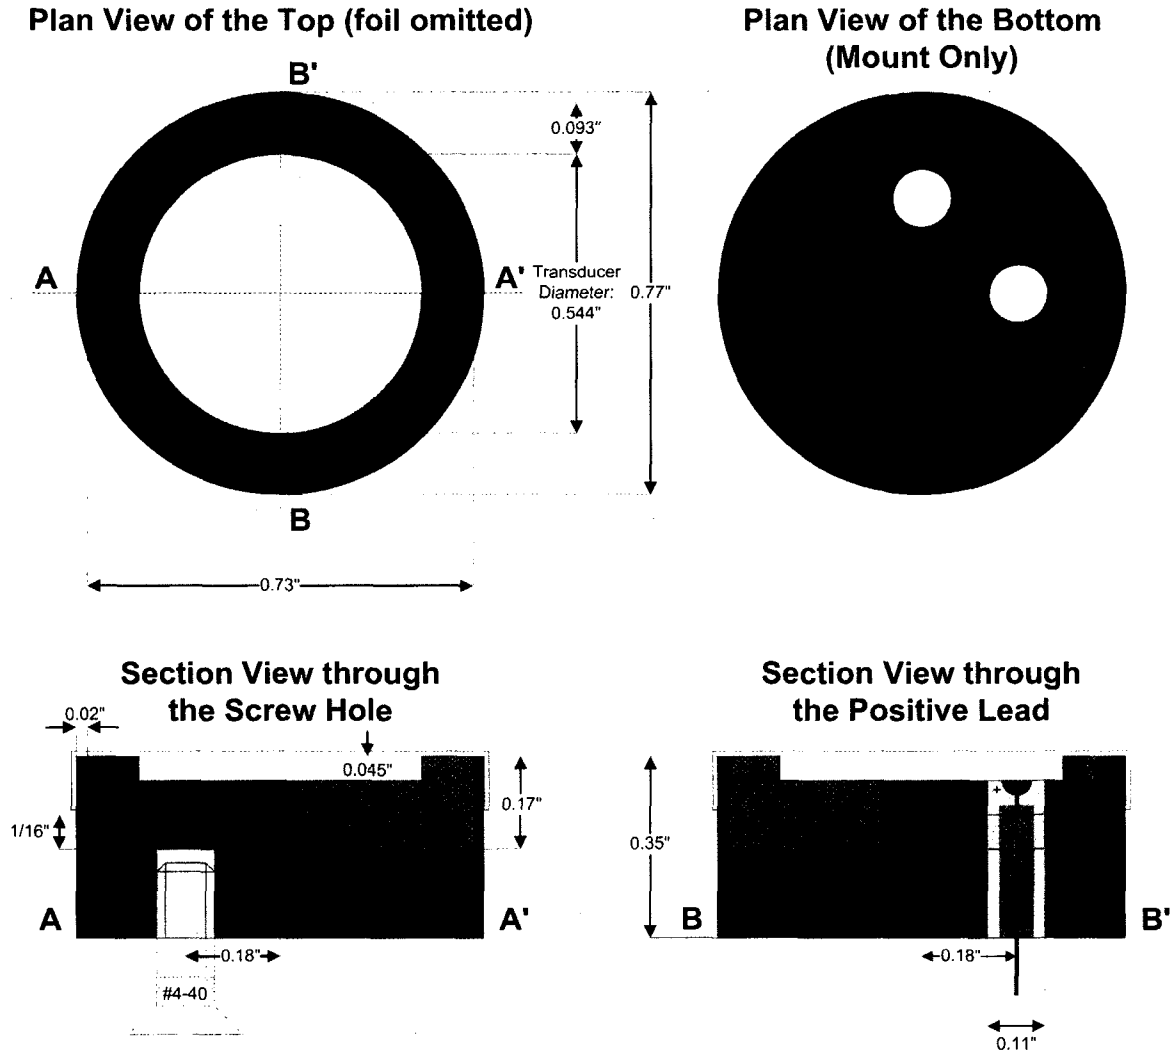 Plan View of the Top (foil omitted)
Plan View of the Bottom
(Mount Only)
B'
0.093"
A
A'
Transducer
Diameter:
0.544"
0.77"
B
0.73"
Section View through
the Screw Hole
Section View through
the Positive Lead
0.02"
0.045"
0.17"
1/16"
+
0.35"
A
A'
B
B'
0.18"
0.18"
#4-40
0.11"